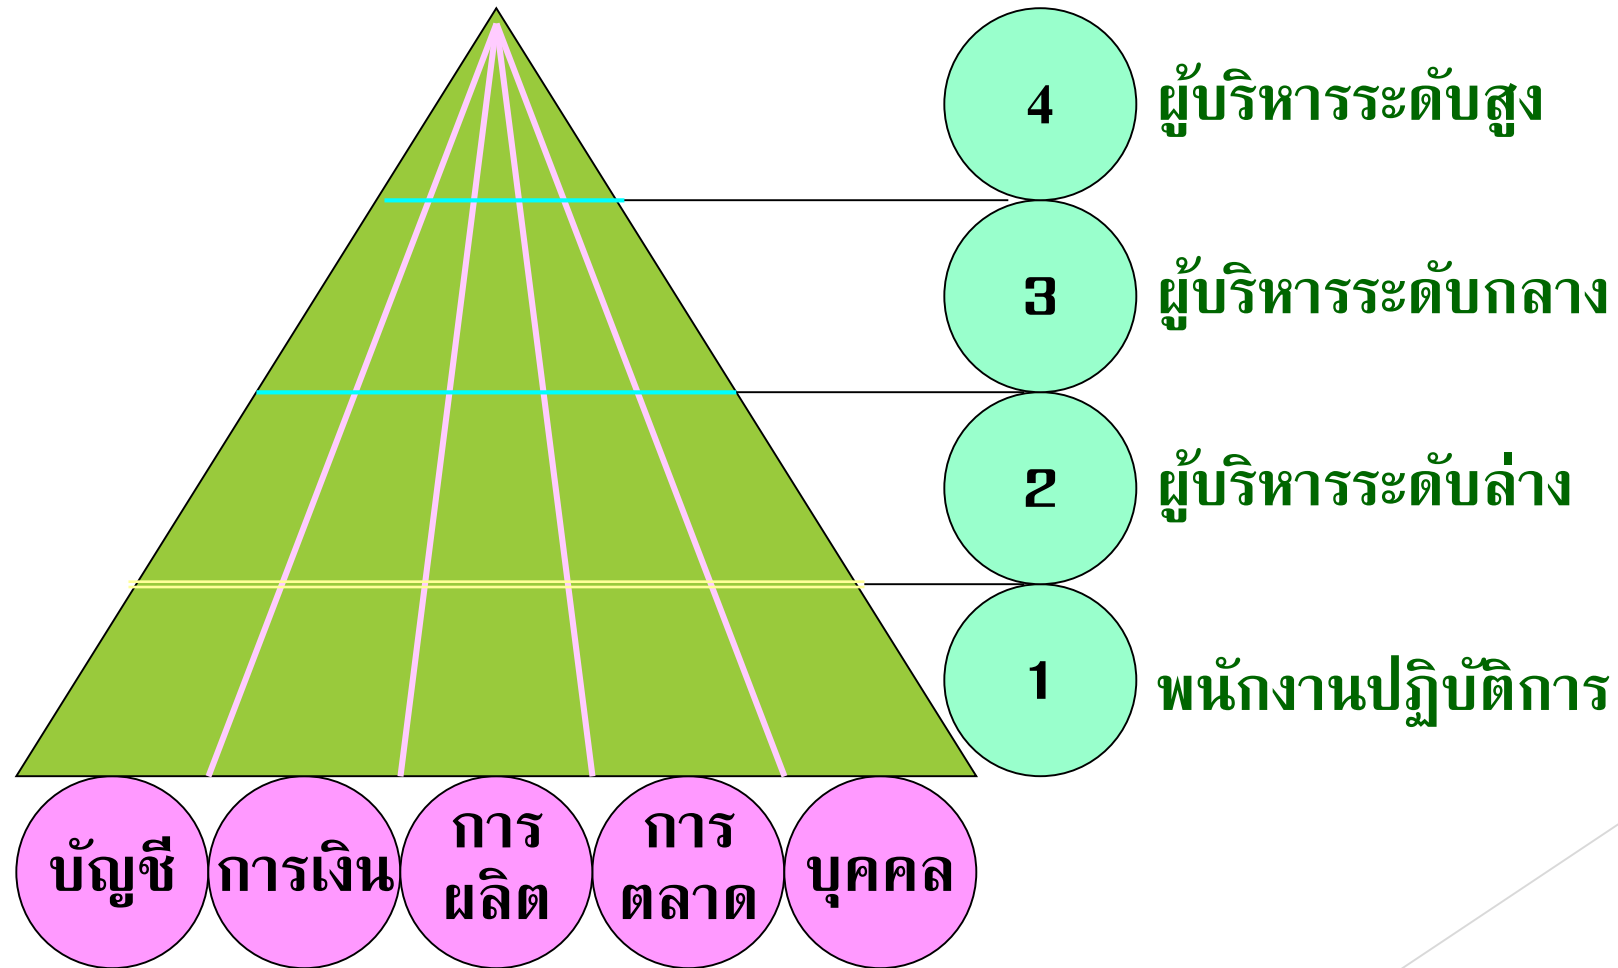 4
ผู้บริหารระดับสูง
3
ผู้บริหารระดับกลาง
2
ผู้บริหารระดับล่าง
1
พนักงานปฏิบัติการ
บัญชี
การเงิน
การ
ผลิต
การ
ตลาด
บุคคล